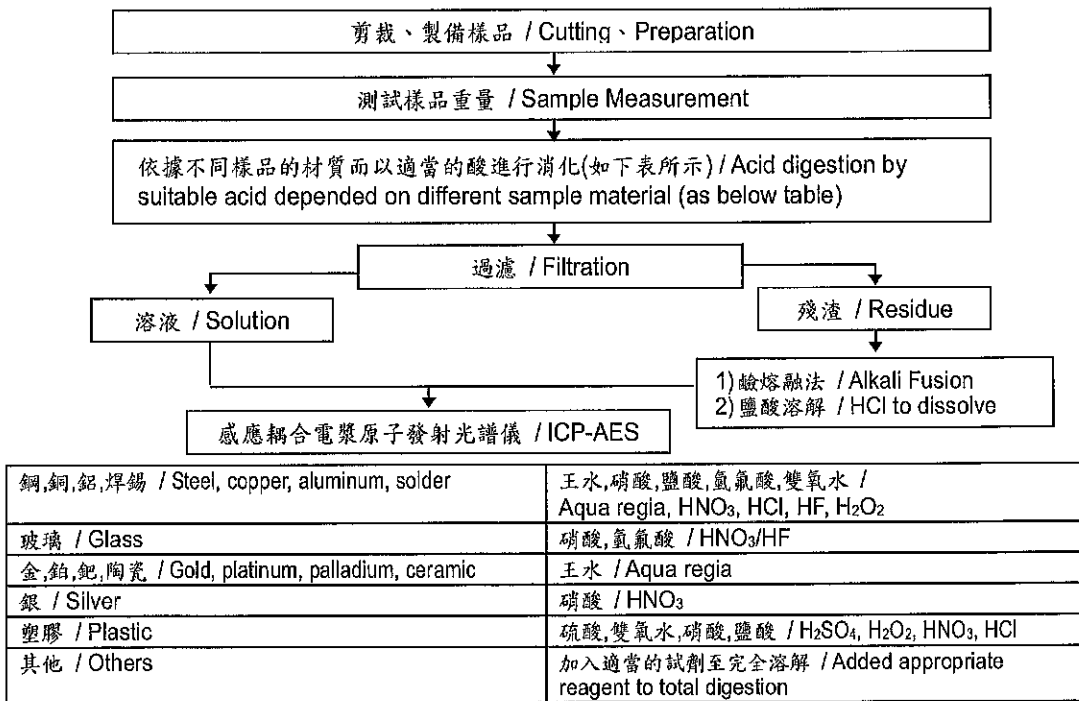 剪裁、製備樣品 / Cutting、Preparation
測試樣品重量 / Sample Measurement
依據不同樣品的材質而以適當的酸進行消化(如下表所示) / Acid digestion by
suitable acid depended on different sample material (as below table)
過濾 / Filtration
溶液 / Solution
殘渣 / Residue
1)鹼熔融法 / Alkali Fusion
2)鹽酸溶解 / HCl to dissolve
感應耦合電漿原子發射光譜儀 / ICP-AES
鋼,銅,鋁,焊錫 / Steel, copper, aluminum, solder
王水,硝酸,鹽酸,氫氟酸,雙氧水 /
Aqua regia, HNO₃, HCl, HF, H₂O₂
玻璃 / Glass
硝酸,氫氟酸 / HNO₃/HF
金,鉑,鈀,陶瓷 / Gold, platinum, palladium, ceramic
王水 / Aqua regia
銀 / Silver
硝酸 / HNO₃
塑膠 / Plastic
硫酸,雙氧水,硝酸,鹽酸 / H₂SO₄, H₂O₂, HNO₃, HCl
其他 / Others
加入適當的試劑至完全溶解 / Added appropriate
reagent to total digestion